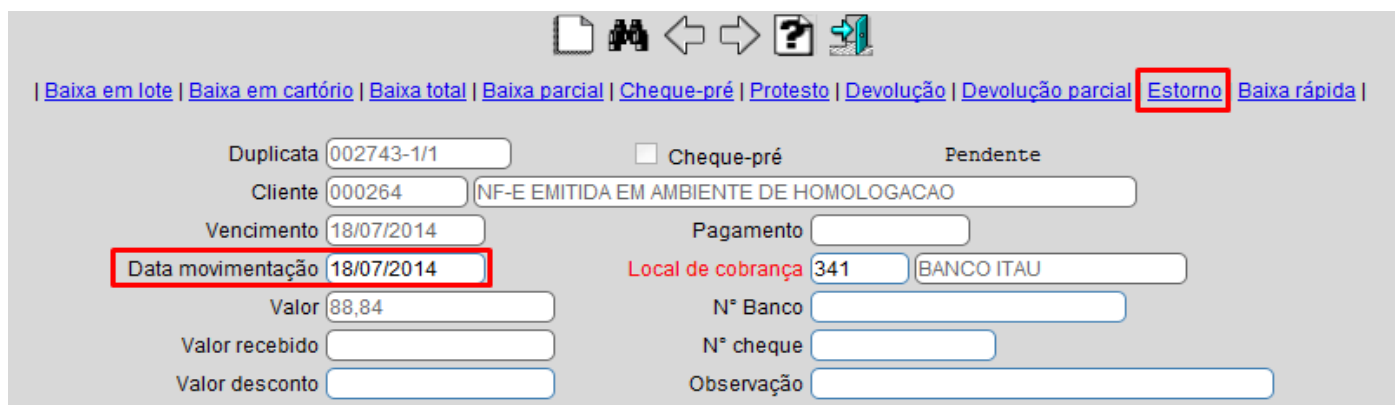 | Baixa em lote | Baixa em cartório | Baixa total | Baixa parcial | Cheque-pré | Protesto | Devolução | Devolução parcial | Estorno | Baixa rápida |
Duplicata 002743-1/1 Cheque-pré Pendente
Cliente 000264 NF-E EMITIDA EM AMBIENTE DE HOMOLOGACAO
Vencimento 18/07/2014 Pagamento
Data movimentação 18/07/2014 Local de cobrança 341 BANCO ITAU
Valor 88,84 N° Banco
Valor recebido N° cheque
Valor desconto Observação